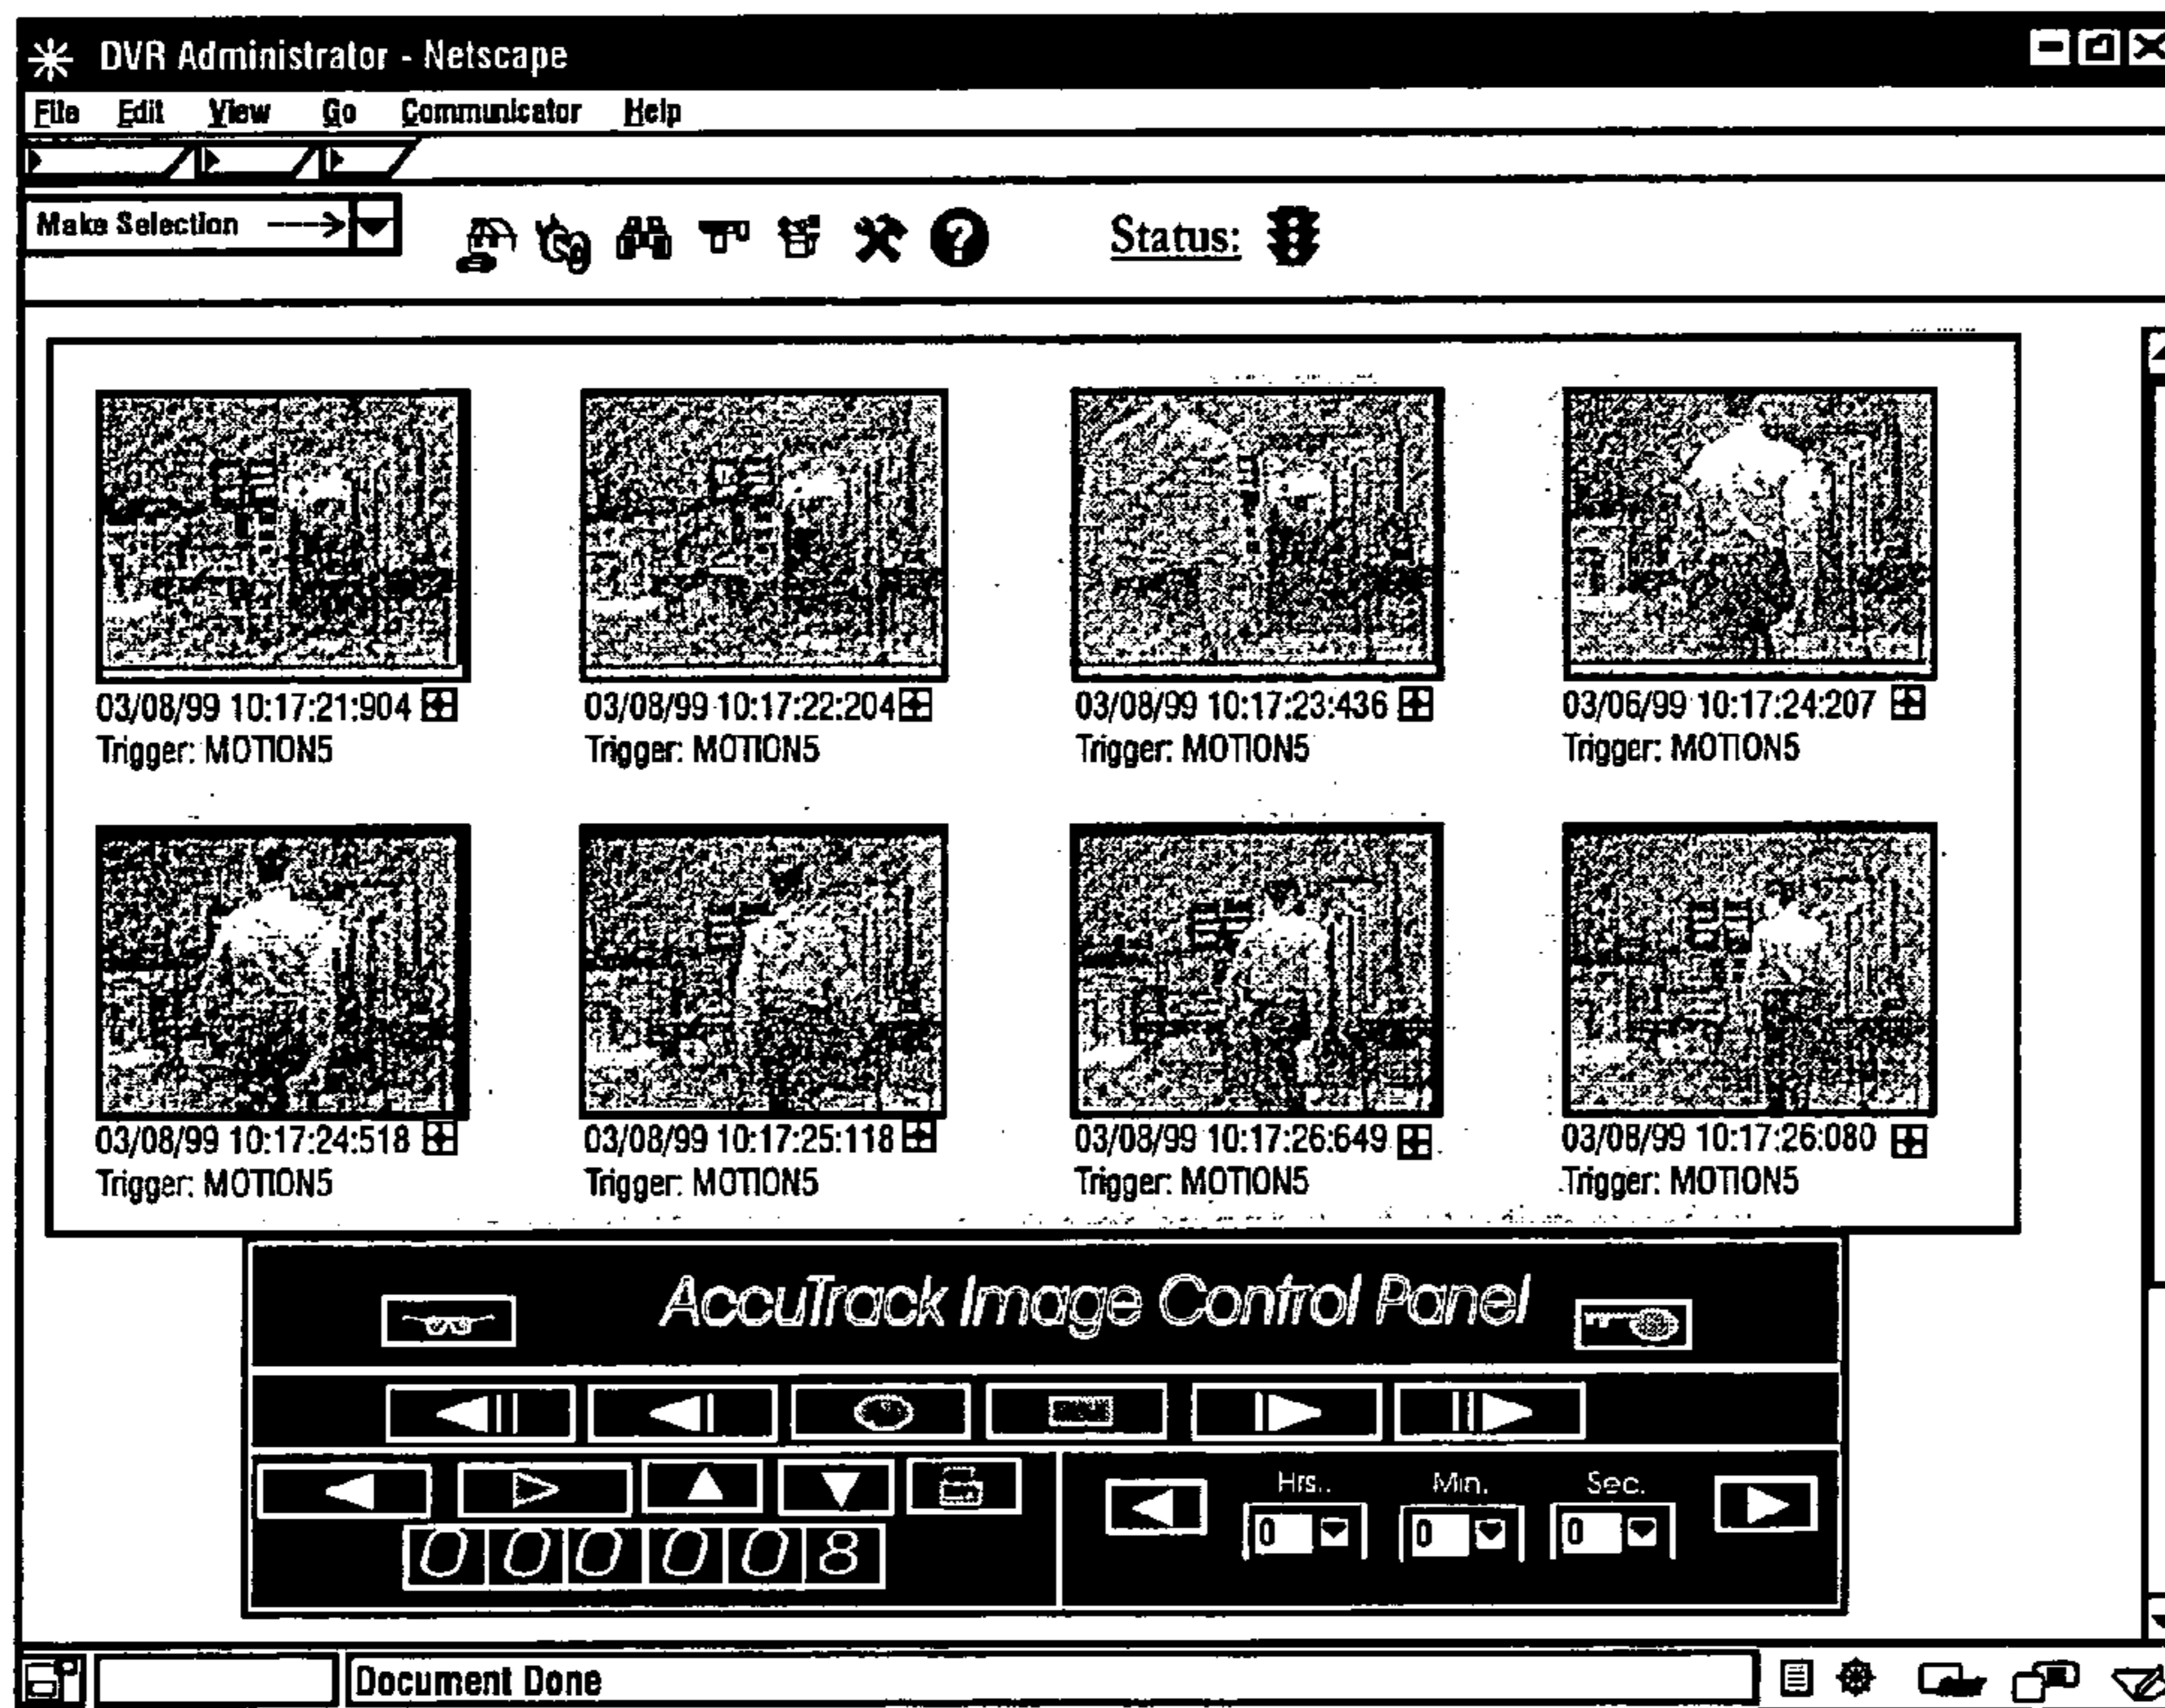 DVR Administrator - Netscape
File Edit View Go Communicator Help
Make Selection ---->
Status:
03/08/99 10:17:21:904
03/08/99 10:17:22:204
03/08/99 10:17:23:436
03/06/99 10:17:24:207
Trigger: MOTION5
Trigger: MOTION5
Trigger: MOTION5
Trigger: MOTION5
03/08/99 10:17:24:518
03/08/99 10:17:25:118
03/08/99 10:17:26:649
03/08/99 10:17:26:080
Trigger: MOTION5
Trigger: MOTION5
Trigger: MOTION5
Trigger: MOTION5
AccuTrack Image Control Panel
Hrs.. Min. Sec.
0 0 0
000008
Document Done